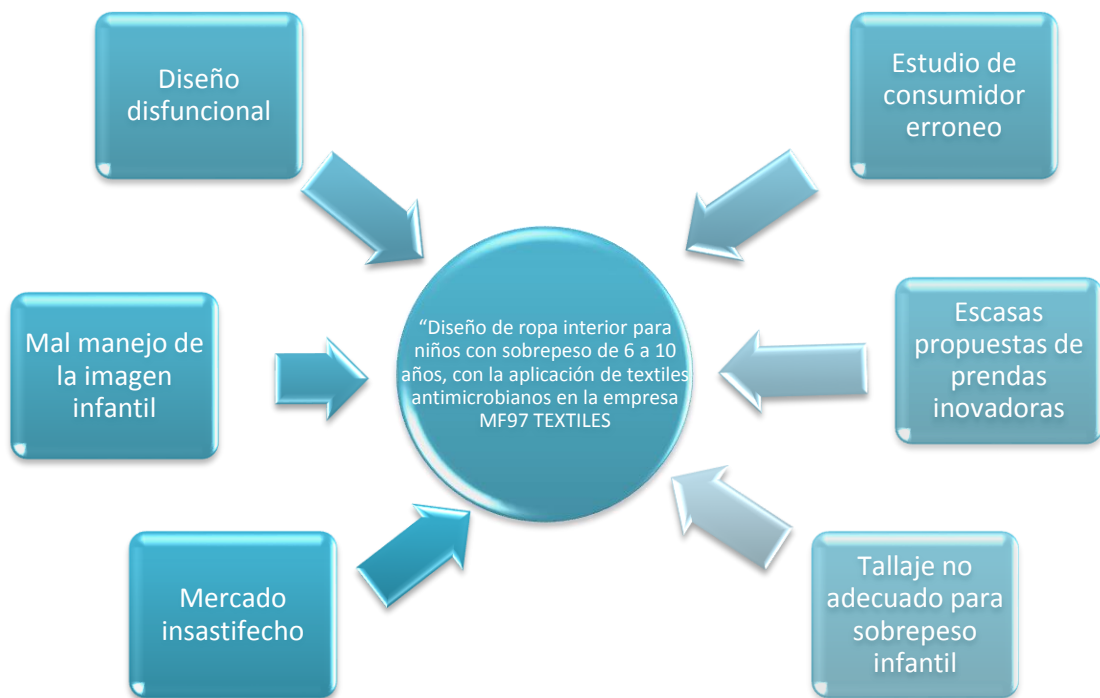 Diseño
disfuncional
Estudio de
consumidor
erroneo
Mal manejo de
la imagen
infantil
“Diseño de ropa interior para
niños con sobrepeso de 6 a 10
años, con la aplicación de textiles
antimicrobianos en la empresa
MF97 TEXTILES
Escasas
propuestas de
prendas
inovadoras
Mercado
insastifecho
Tallaje no
adecuado para
sobrepeso
infantil